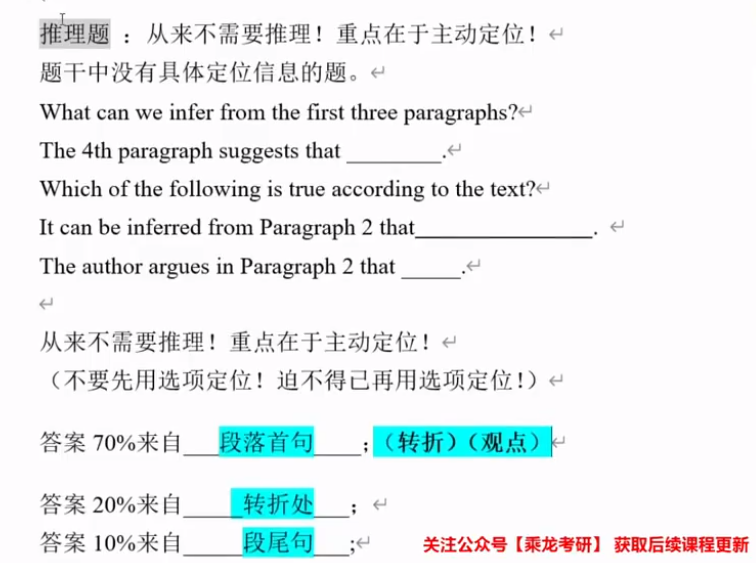 推理题 ：从来不需要推理！重点在于主动定位！
题干中没有具体定位信息的题。
What can we infer from the first three paragraphs?
The 4th paragraph suggests that ________.
Which of the following is true according to the text?
It can be inferred from Paragraph 2 that________________.
The author argues in Paragraph 2 that _____.
从来不需要推理！重点在于主动定位！
（不要先用选项定位！迫不得已再用选项定位!）
答案 70%来自___段落首句____；（转折）（观点）
答案 20%来自_____转折处___；
答案 10%来自_____段尾句___;
关注公众号【乘龙考研】 获取后续课程更新